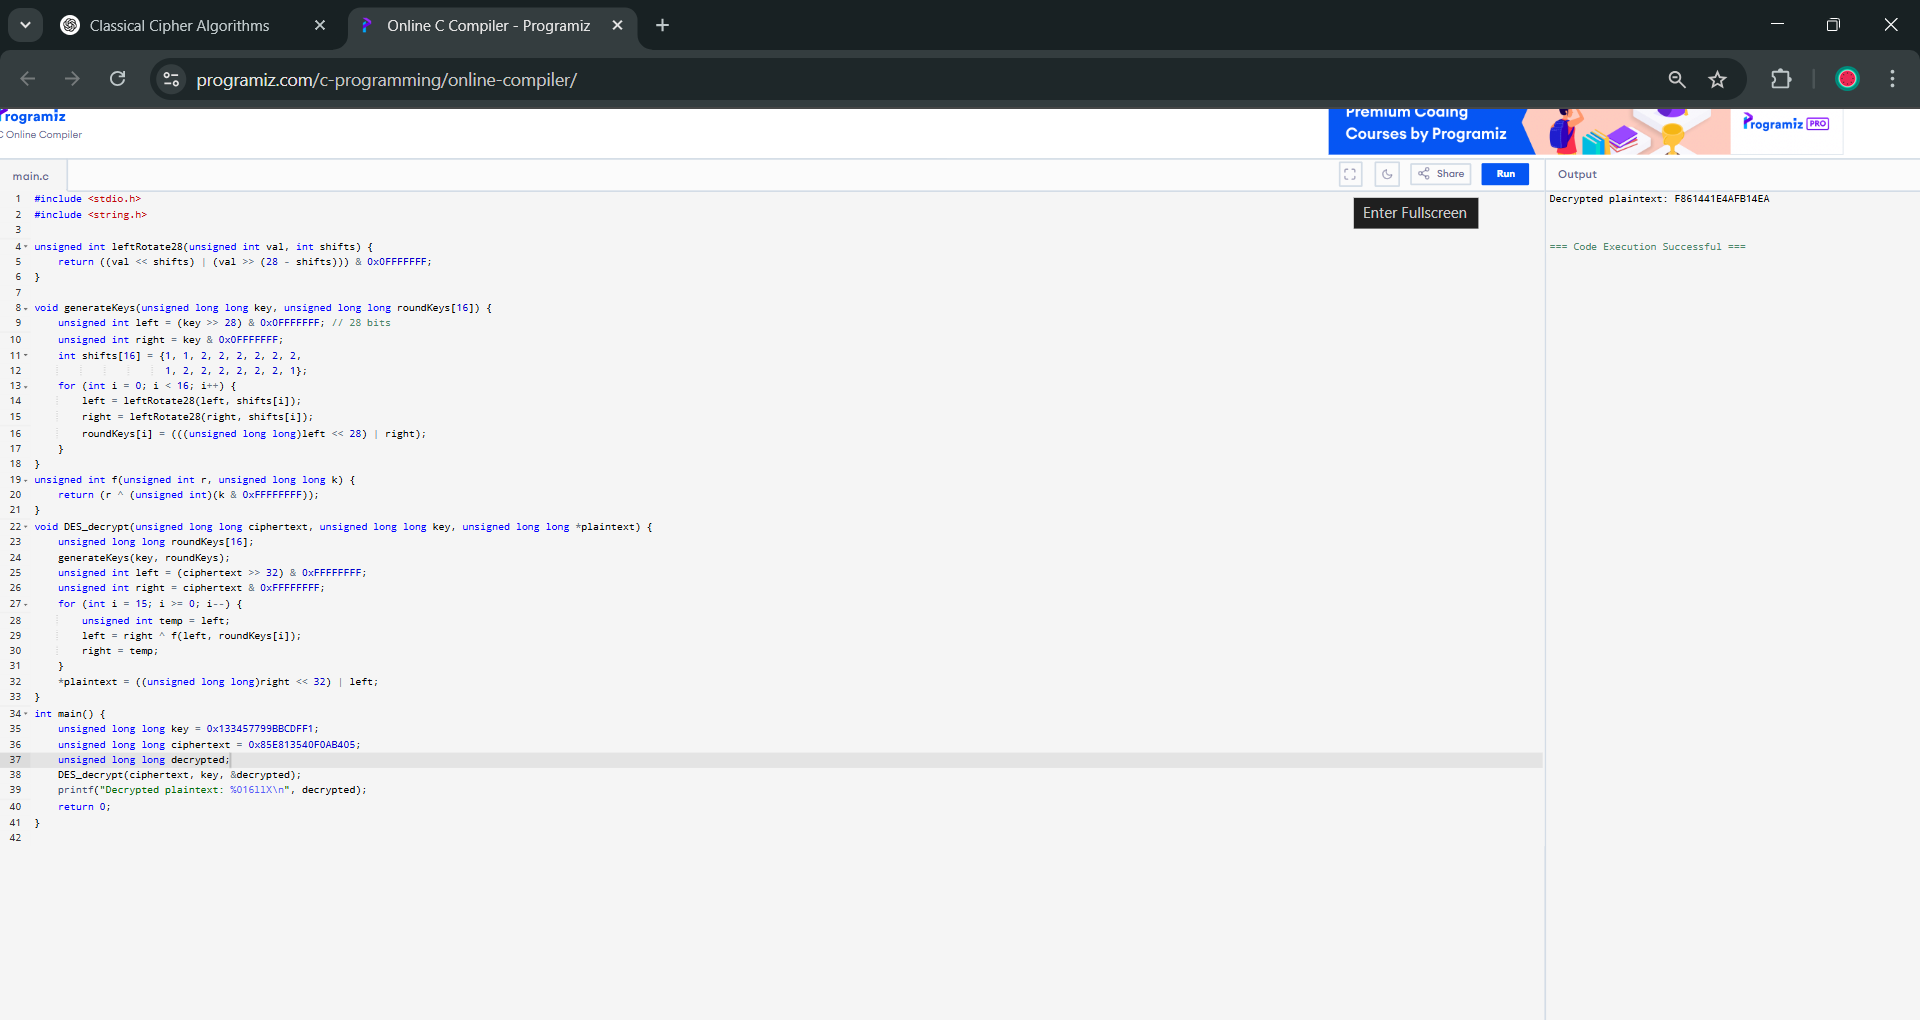 Classical Cipher Algorithms
Online C Compiler - Programiz
programiz.com/c-programming/online-compiler/
Programiz
C Online Compiler
Premium Coding
Courses by Programiz
Programiz PRO
main.c
Share
Run
Output
Enter Fullscreen
1 #include <stdio.h>
2 #include <string.h>
3
4 unsigned int leftRotate28(unsigned int val, int shifts) {
5     return ((val << shifts) | (val >> (28 - shifts))) & 0x0FFFFFFF;
6 }
7
8 void generateKeys(unsigned long long key, unsigned long long roundKeys[16]) {
9     unsigned int left = (key >> 28) & 0x0FFFFFFF; // 28 bits
10     unsigned int right = key & 0x0FFFFFFF;
11     int shifts[16] = {1, 1, 2, 2, 2, 2, 2, 2,
12                       1, 2, 2, 2, 2, 2, 2, 1};
13     for (int i = 0; i < 16; i++) {
14         left = leftRotate28(left, shifts[i]);
15         right = leftRotate28(right, shifts[i]);
16         roundKeys[i] = (((unsigned long long)left << 28) | right);
17     }
18 }
19 unsigned int f(unsigned int r, unsigned long long k) {
20     return (r ^ (unsigned int)(k & 0xFFFFFFFF));
21 }
22 void DES_decrypt(unsigned long long ciphertext, unsigned long long key, unsigned long long *plaintext) {
23     unsigned long long roundKeys[16];
24     generateKeys(key, roundKeys);
25     unsigned int left = (ciphertext >> 32) & 0xFFFFFFFF;
26     unsigned int right = ciphertext & 0xFFFFFFFF;
27     for (int i = 15; i >= 0; i--) {
28         unsigned int temp = left;
29         left = right ^ f(left, roundKeys[i]);
30         right = temp;
31     }
32     *plaintext = ((unsigned long long)right << 32) | left;
33 }
34 int main() {
35     unsigned long long key = 0x133457799BBCDFF1;
36     unsigned long long ciphertext = 0x85E813540F0AB405;
37     unsigned long long decrypted;
38     DES_decrypt(ciphertext, key, &decrypted);
39     printf("Decrypted plaintext: %016llX\n", decrypted);
40     return 0;
41 }
42
Decrypted plaintext: F861441E4AFB14EA
=== Code Execution Successful ===